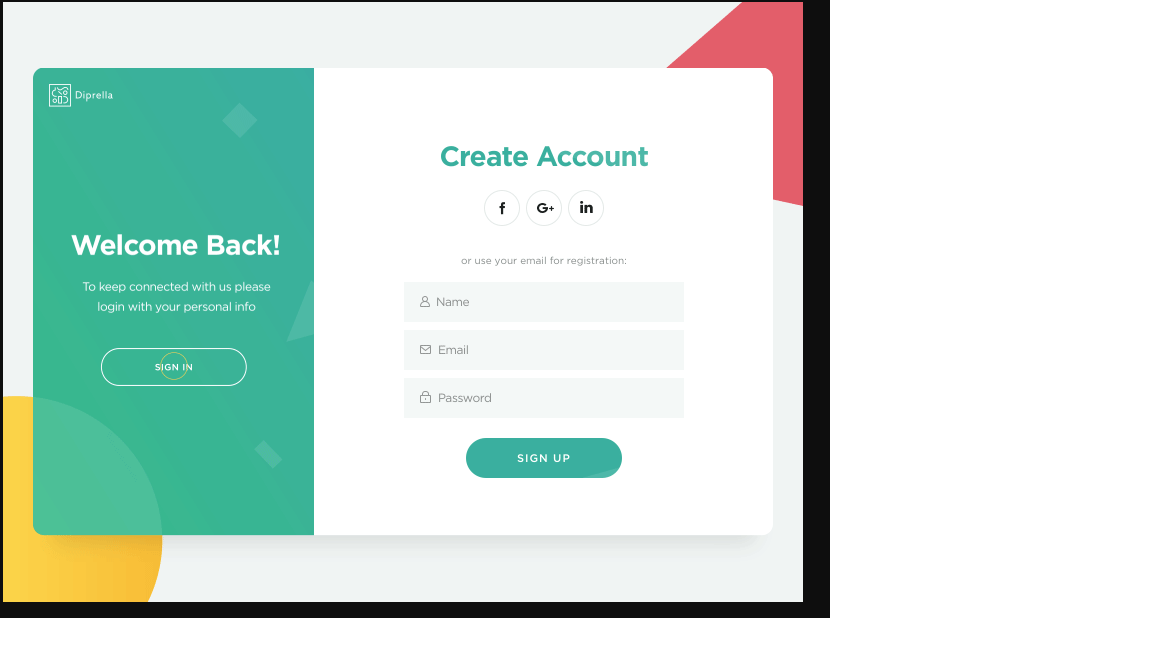 Diprella
Welcome Back!
To keep connected with us please
login with your personal info
SIGN IN
Create Account
f
G+
in
or use your email for registration:
Name
Email
Password
SIGN UP